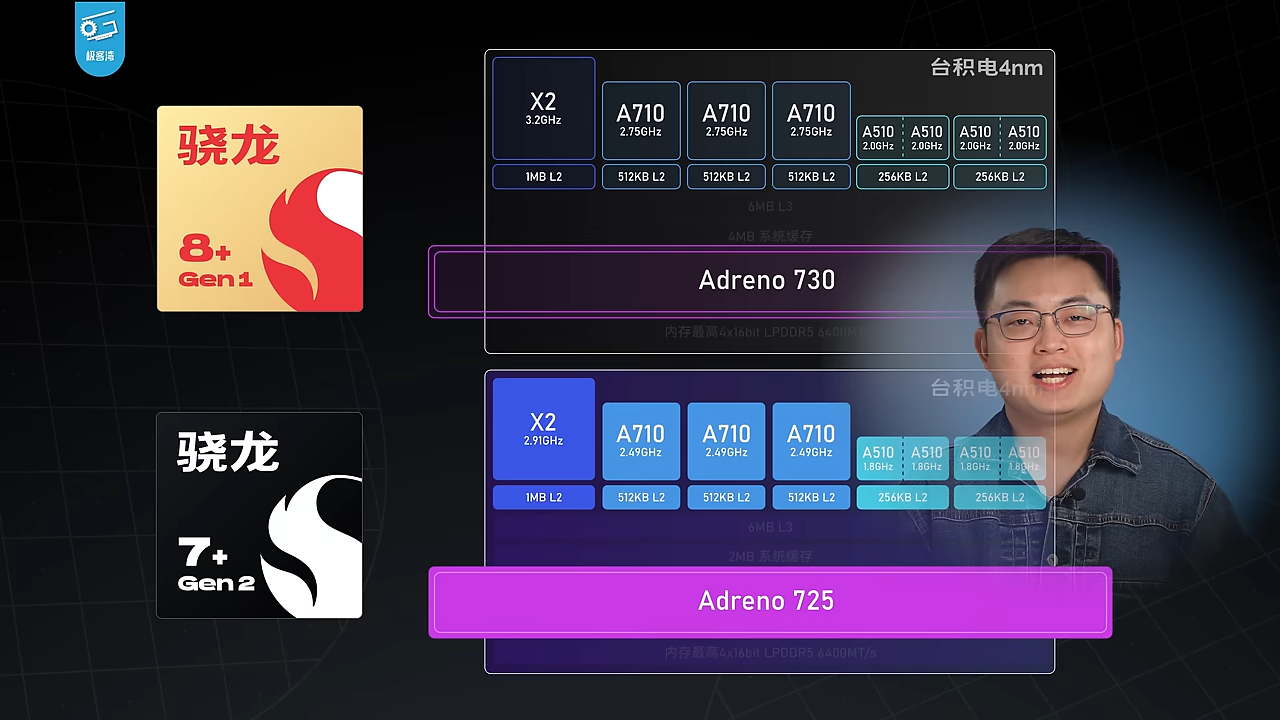 极客湾
骁龙
8+
Gen 1
台积电4nm
X2
3.2GHz
A710
2.75GHz
A710
2.75GHz
A710
2.75GHz
A510
2.0GHz
A510
2.0GHz
A510
2.0GHz
A510
2.0GHz
1MB L2
512KB L2
512KB L2
512KB L2
256KB L2
256KB L2
6MB L3
4MB 系统缓存
Adreno 730
内存最高4x16bit LPDDR5 6400MT
骁龙
7+
Gen 2
台积电4nm
X2
2.91GHz
A710
2.49GHz
A710
2.49GHz
A710
2.49GHz
A510
1.8GHz
A510
1.8GHz
A510
1.8GHz
A510
1.8GHz
1MB L2
512KB L2
512KB L2
512KB L2
256KB L2
256KB L2
6MB L3
2MB 系统缓存
Adreno 725
内存最高4x16bit LPDDR5 6400MT/s